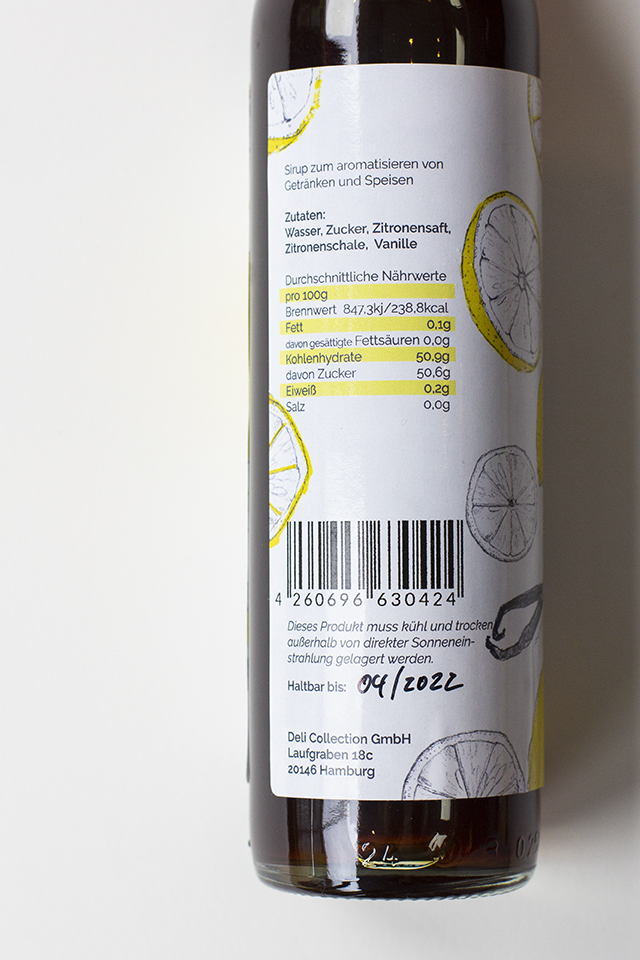 Sirup zum aromatisieren von
Getränken und Speisen
Zutaten:
Wasser, Zucker, Zitronensaft,
Zitronenschale, Vanille
Durchschnittliche Nährwerte
pro 100g
Brennwert 847,3kj/238,8kcal
Fett 0,1g
davon gesättigte Fettsäuren 0,0g
Kohlenhydrate 50,9g
davon Zucker 50,6g
Eiweiß 0,2g
Salz 0,0g
4 260696 630424
Dieses Produkt muss kühl und trocken
außerhalb von direkter Sonnenein-
strahlung gelagert werden.
Haltbar bis: 04/2022
Deli Collection GmbH
Laufgraben 18c
20146 Hamburg